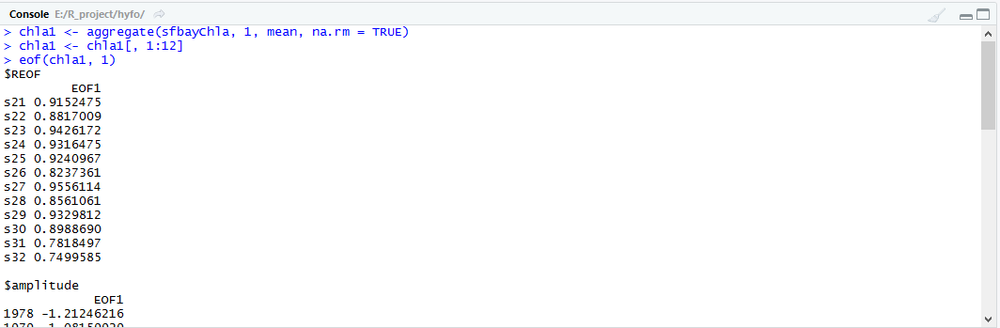 Console E:/R_project/hyfo/
> chla1 <- aggregate(sfbayChla, 1, mean, na.rm = TRUE)
> chla1 <- chla1[, 1:12]
> eof(chla1, 1)
$REOF
EOF1
s21 0.9152475
s22 0.8817009
s23 0.9426172
s24 0.9316475
s25 0.9240967
s26 0.8237361
s27 0.9556114
s28 0.8561061
s29 0.9329812
s30 0.8988690
s31 0.7818497
s32 0.7499585
$amplitude
EOF1
1978 -1.21246216